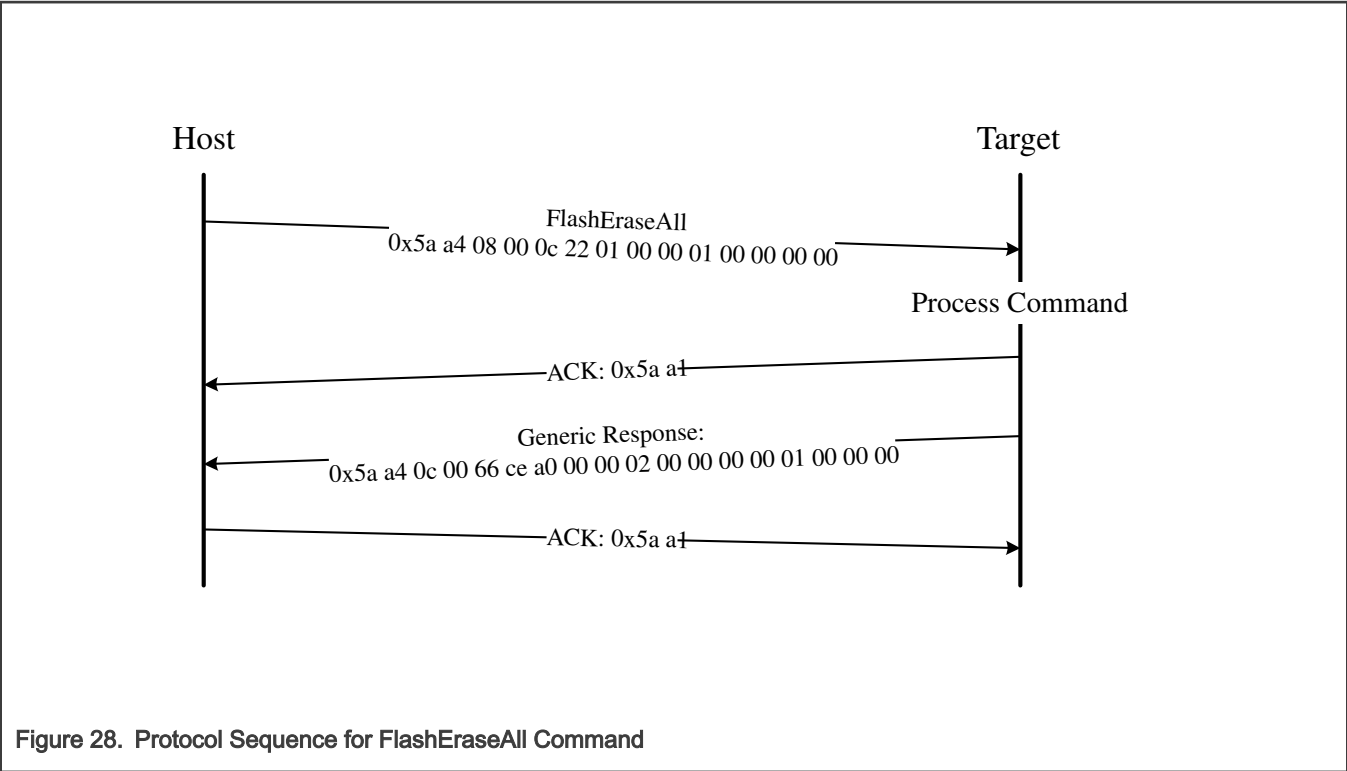 Host
Target
FlashEraseAll
0x5a a4 08 00 0c 22 01 00 00 01 00 00 00 00
Process Command
ACK: 0x5a a1
Generic Response:
0x5a a4 0c 00 66 ce a0 00 00 02 00 00 00 00 01 00 00 00
ACK: 0x5a a1
Figure 28. Protocol Sequence for FlashEraseAll Command